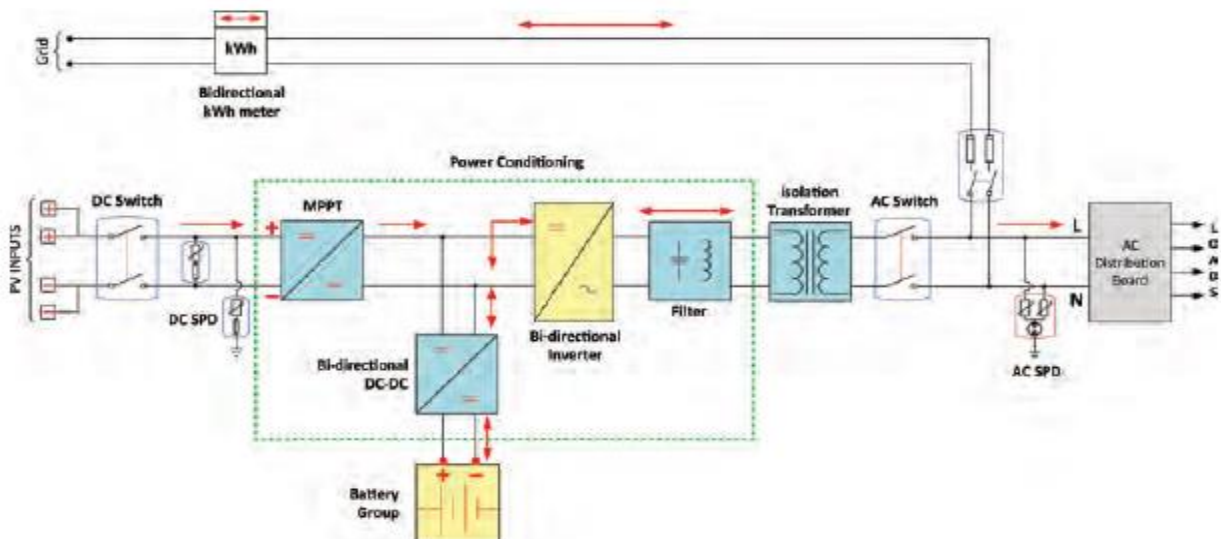 Grid
kWh
Bidirectional
kWh meter
Power Conditioning
PV INPUTS
DC Switch
DC SPD
MPPT
+
−
Bi-directional
DC-DC
Battery
Group
+
−
Bi-directional
Inverter
Filter
isolation
Transformer
AC Switch
L
N
AC SPD
AC
Distribution
Board
L
O
A
D
S